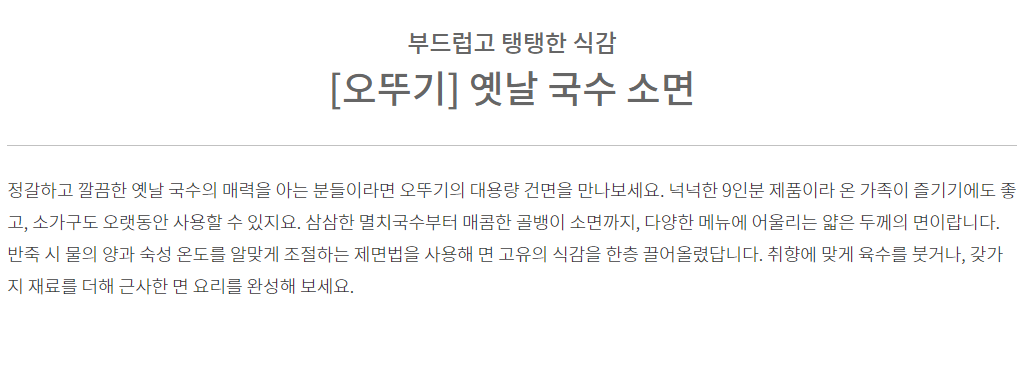 부드럽고 탱탱한 식감
[오뚜기] 옛날 국수 소면
정갈하고 깔끔한 옛날 국수의 매력을 아는 분들이라면 오뚜기의 대용량 건면을 만나보세요. 넉넉한 9인분 제품이라 온 가족이 즐기기에도 좋
고, 소가구도 오랫동안 사용할 수 있지요. 삼삼한 멸치국수부터 매콤한 골뱅이 소면까지, 다양한 메뉴에 어울리는 얇은 두께의 면이랍니다.
반죽 시 물의 양과 숙성 온도를 알맞게 조절하는 제면법을 사용해 면 고유의 식감을 한층 끌어올렸답니다. 취향에 맞게 육수를 붓거나, 갖가
지 재료를 더해 근사한 면 요리를 완성해 보세요.